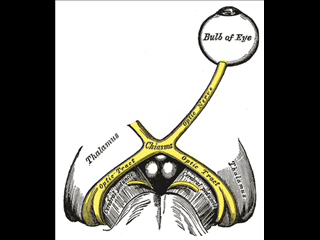 Bulb of Eye
Optic Nerve
Chiasma
Thalamus
Optic Tract
Optic Tract
Thalamus